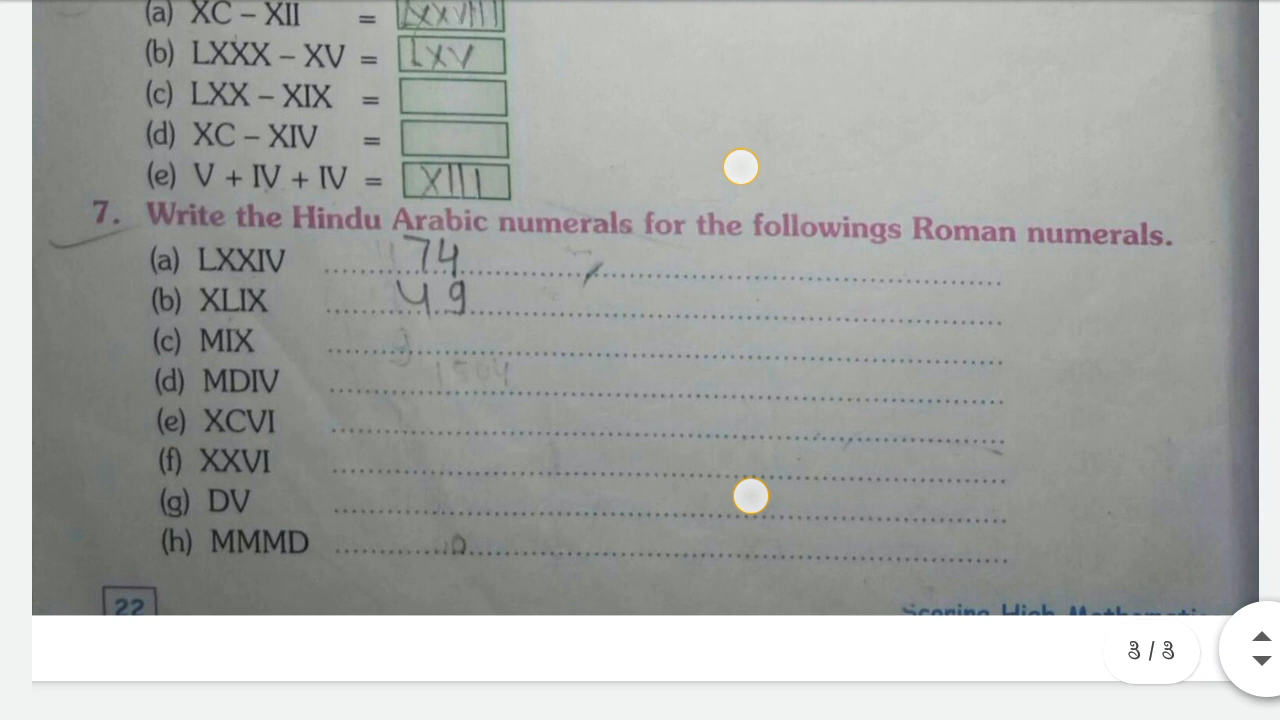 (a) XC – XII = LXXVIII
(b) LXXX – XV = LXV
(c) LXX – XIX =
(d) XC – XIV =
(e) V + IV + IV = XIII
7. Write the Hindu Arabic numerals for the followings Roman numerals.
(a) LXXIV 74
(b) XLIX 49
(c) MIX
(d) MDIV 1504
(e) XCVI
(f) XXVI
(g) DV
(h) MMMD
22
3 / 3